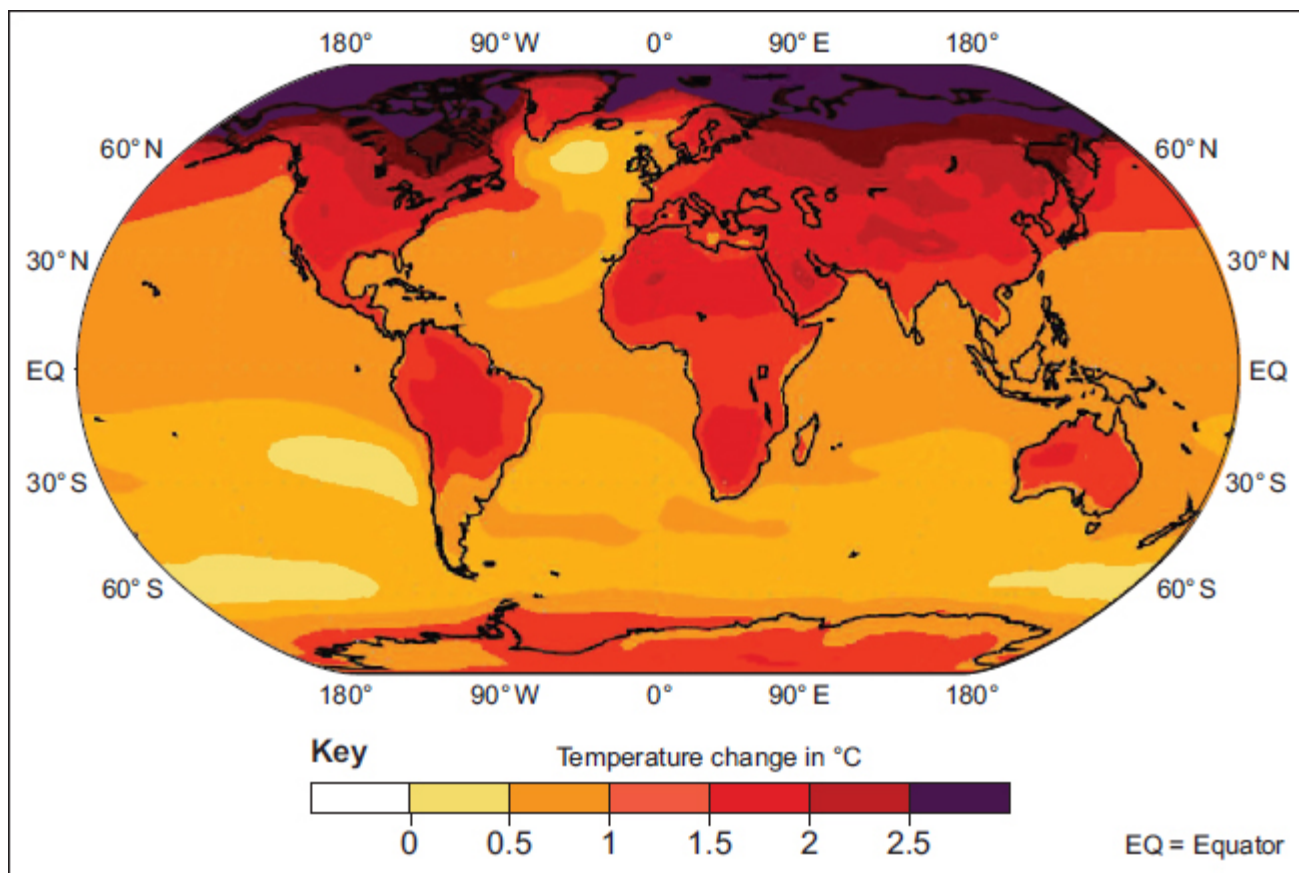 180° 90° W 0° 90° E 180°
60° N 60° N
30° N 30° N
EQ EQ
30° S 30° S
60° S 60° S
180° 90° W 0° 90° E 180°
Key Temperature change in °C
0 0.5 1 1.5 2 2.5
EQ = Equator